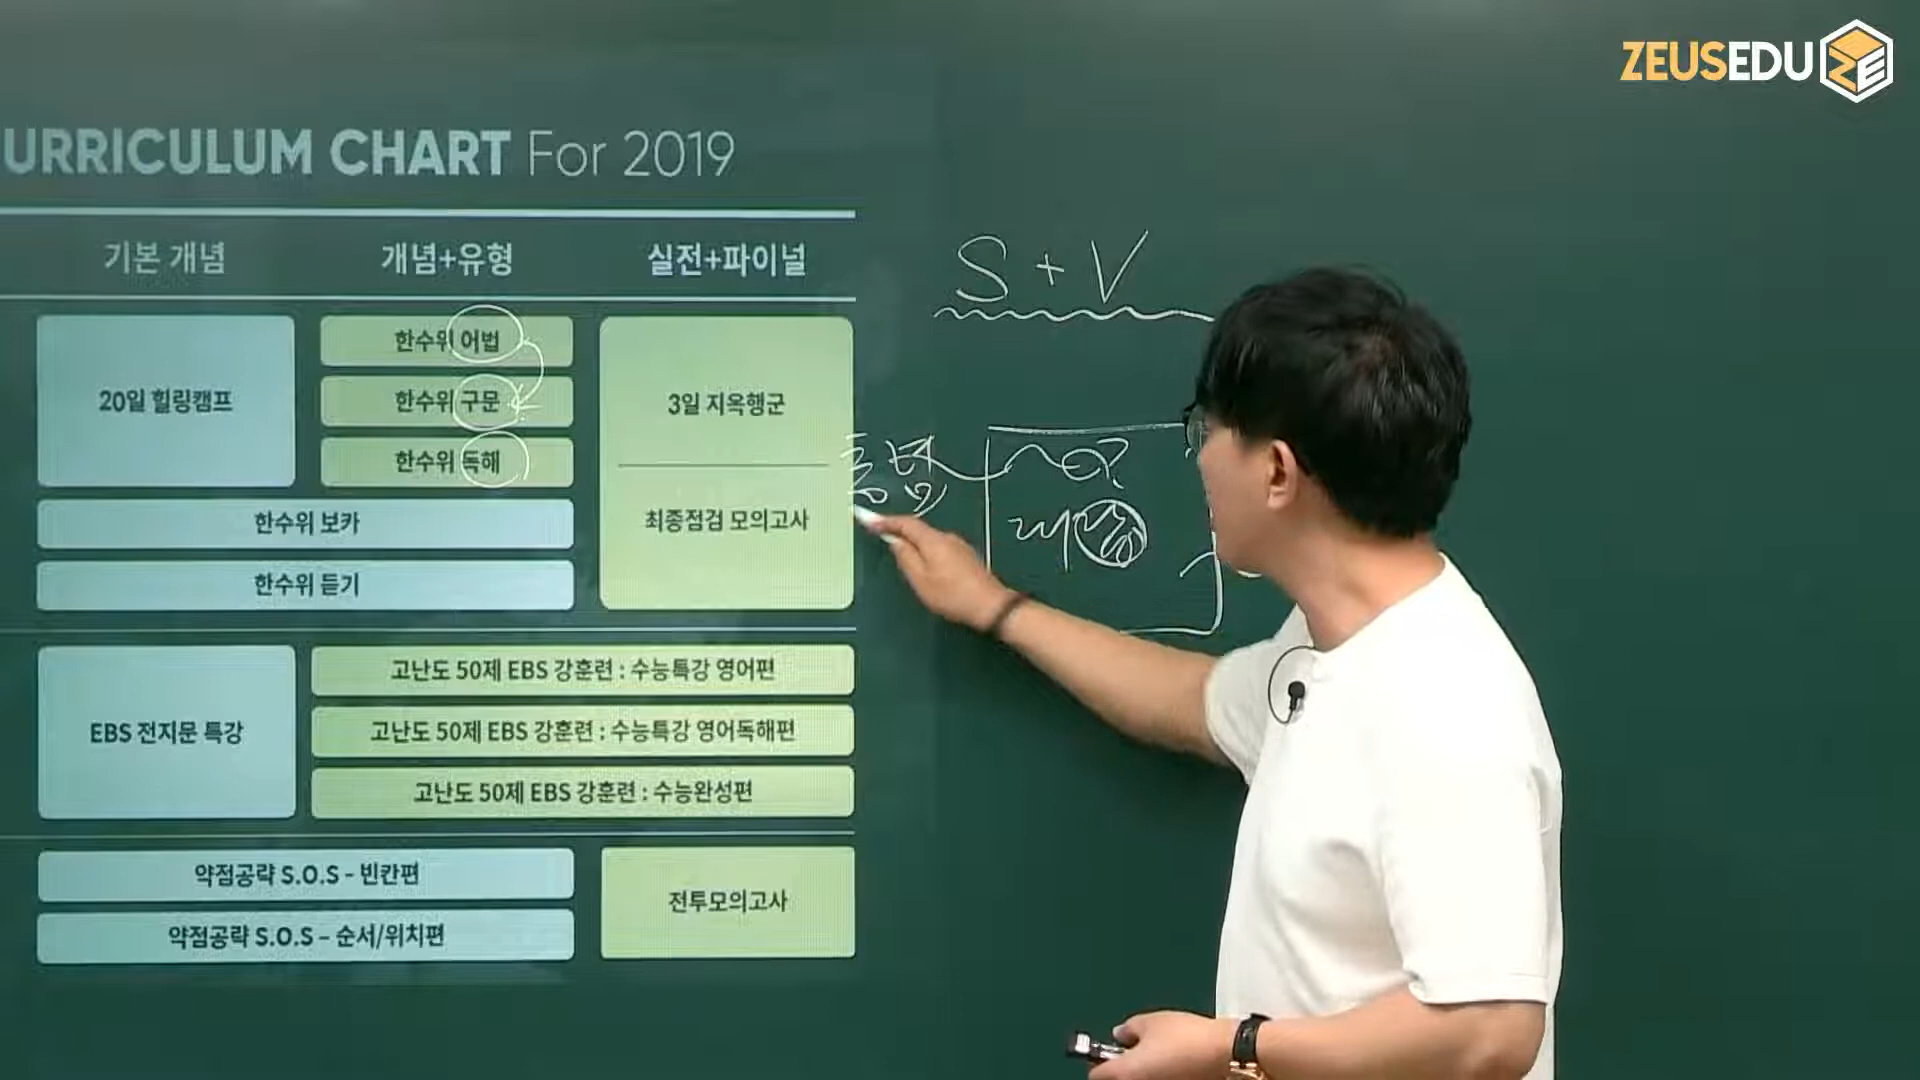 ZEUSEDU
URRICULUM CHART For 2019
기본 개념
개념+유형
실전+파이널
20일 힐링캠프
한수위 어법
한수위 구문
한수위 독해
3일 지옥행군
최종점검 모의고사
한수위 보카
한수위 듣기
S + V
EBS 전지문 특강
고난도 50제 EBS 강훈련 : 수능특강 영어편
고난도 50제 EBS 강훈련 : 수능특강 영어독해편
고난도 50제 EBS 강훈련 : 수능완성편
약점공략 S.O.S - 빈칸편
약점공략 S.O.S - 순서/위치편
전투모의고사